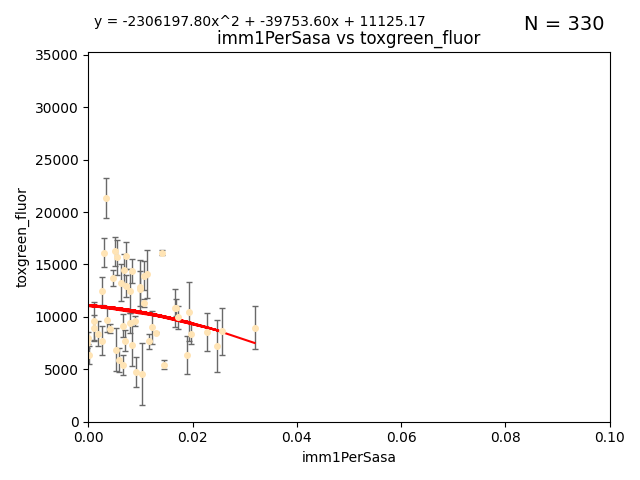 y = -2306197.80x^2 + -39753.60x + 11125.17
N = 330
imm1PerSasa vs toxgreen_fluor
35000
30000
25000
20000
15000
10000
5000
0
toxgreen_fluor
0.00 0.02 0.04 0.06 0.08 0.10
imm1PerSasa